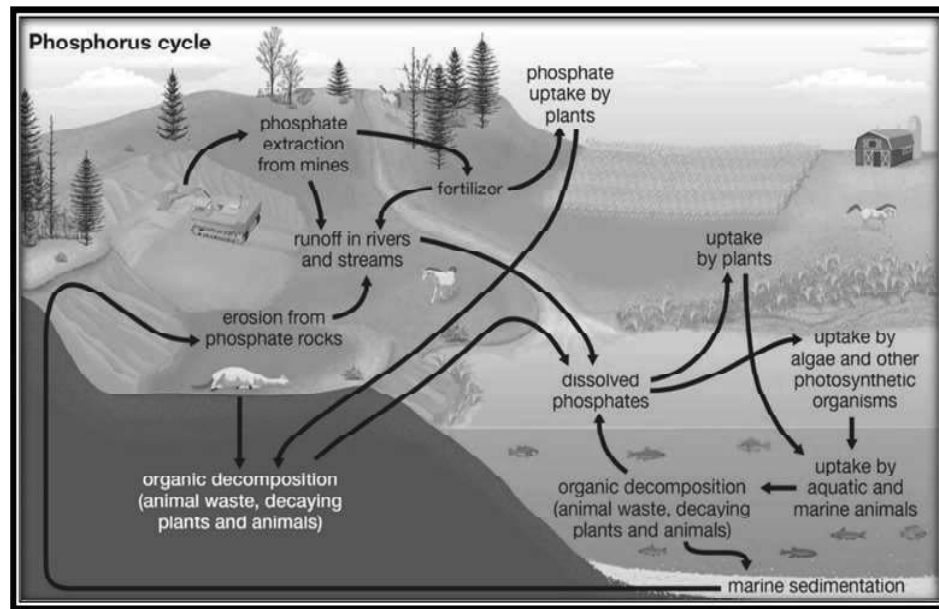 Phosphorus cycle
phosphate
uptake by
plants
phosphate
extraction
from mines
fortilizor
runoff in rivers
and streams
uptake
by plants
erosion from
phosphate rocks
uptake by
algae and other
photosynthetic
organisms
dissolved
phosphates
organic decomposition
(animal waste, decaying
plants and animals)
organic decomposition
(animal waste, decaying
plants and animals)
uptake by
aquatic and
marine animals
marine sedimentation